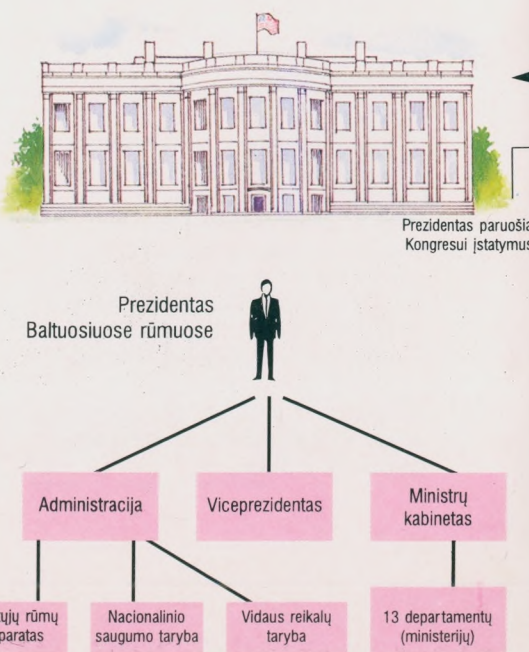 Prezidentas paruošia
Kongresui įstatymus
Prezidentas
Baltuosiuose rūmuose
Administracija
Viceprezidentas
Ministrų
kabinetas
rūmų
Nacionalinio
saugumo taryba
Vidaus reikalų
taryba
13 departamentų
(ministerijų)